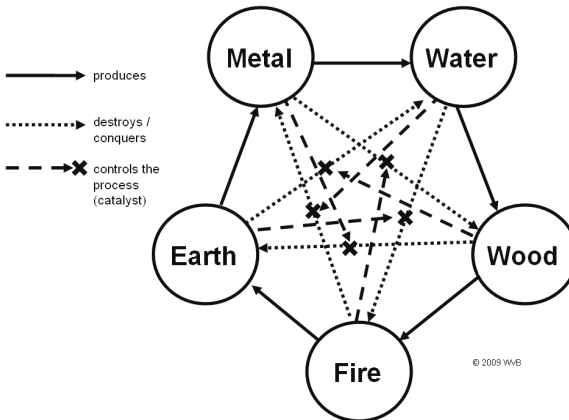 Metal
Water
produces
destroys /
conquers
controls the
process
(catalyst)
Earth
Wood
Fire
© 2009 WvB